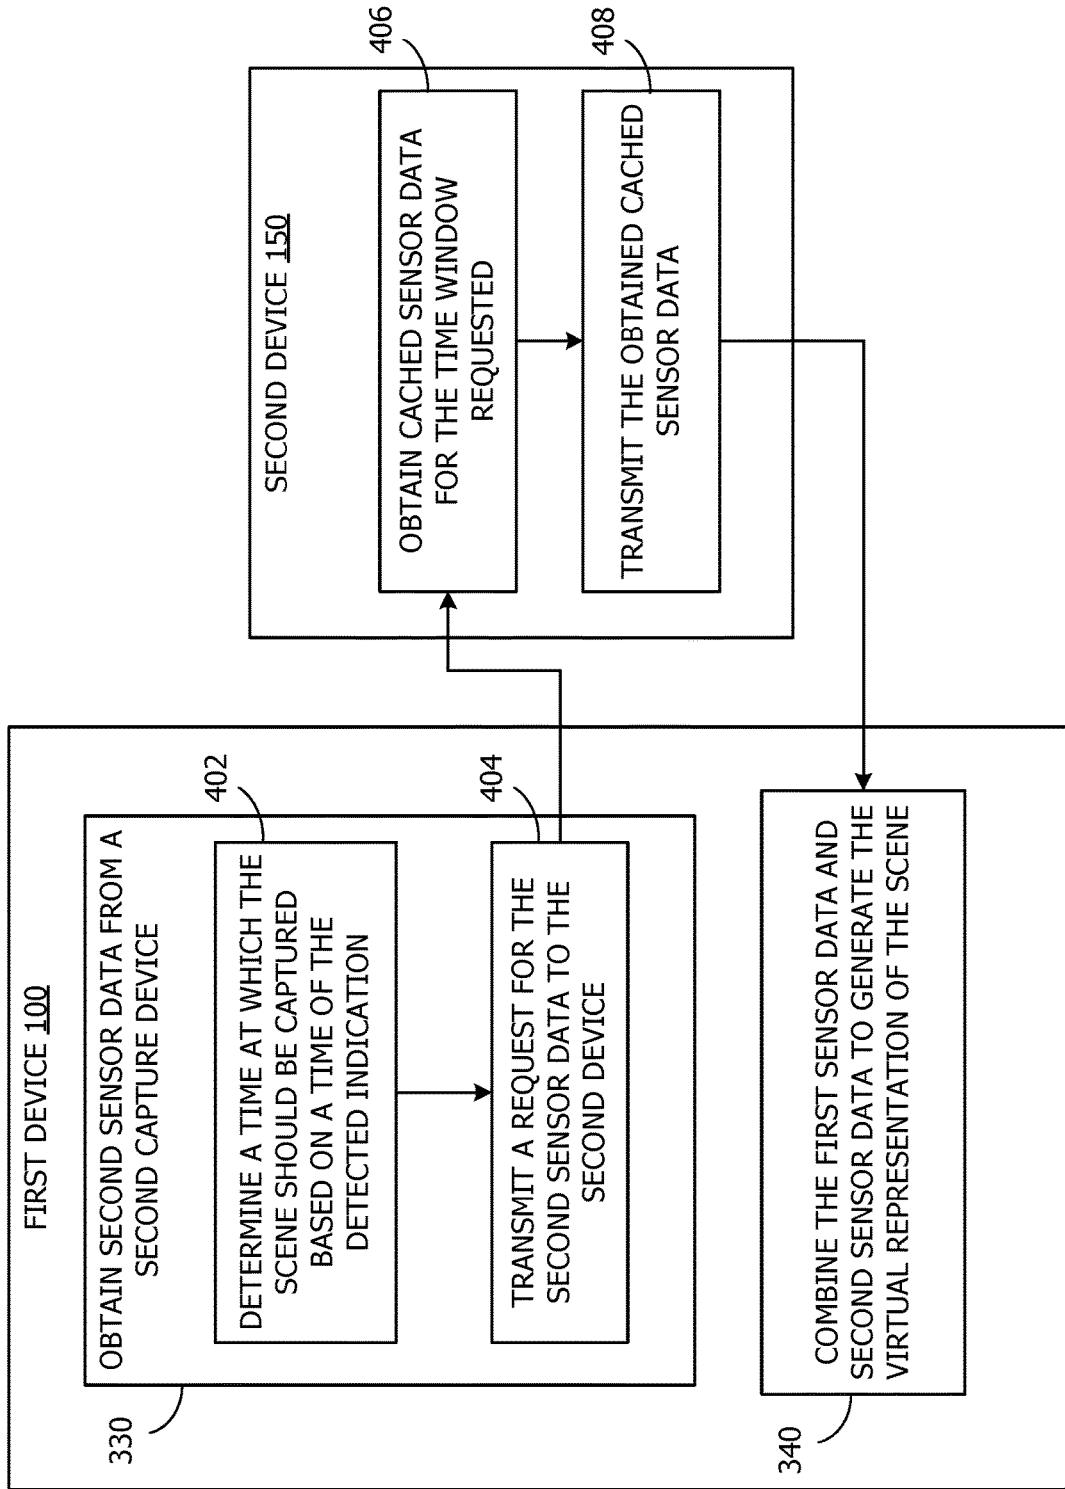 FIRST DEVICE 100
OBTAIN SECOND SENSOR DATA FROM A
SECOND CAPTURE DEVICE
330
DETERMINE A TIME AT WHICH THE
SCENE SHOULD BE CAPTURED
BASED ON A TIME OF THE
DETECTED INDICATION
402
TRANSMIT A REQUEST FOR THE
SECOND SENSOR DATA TO THE
SECOND DEVICE
404
COMBINE THE FIRST SENSOR DATA AND
SECOND SENSOR DATA TO GENERATE THE
VIRTUAL REPRESENTATION OF THE SCENE
340
SECOND DEVICE 150
OBTAIN CACHED SENSOR DATA
FOR THE TIME WINDOW
REQUESTED
406
TRANSMIT THE OBTAINED CACHED
SENSOR DATA
408